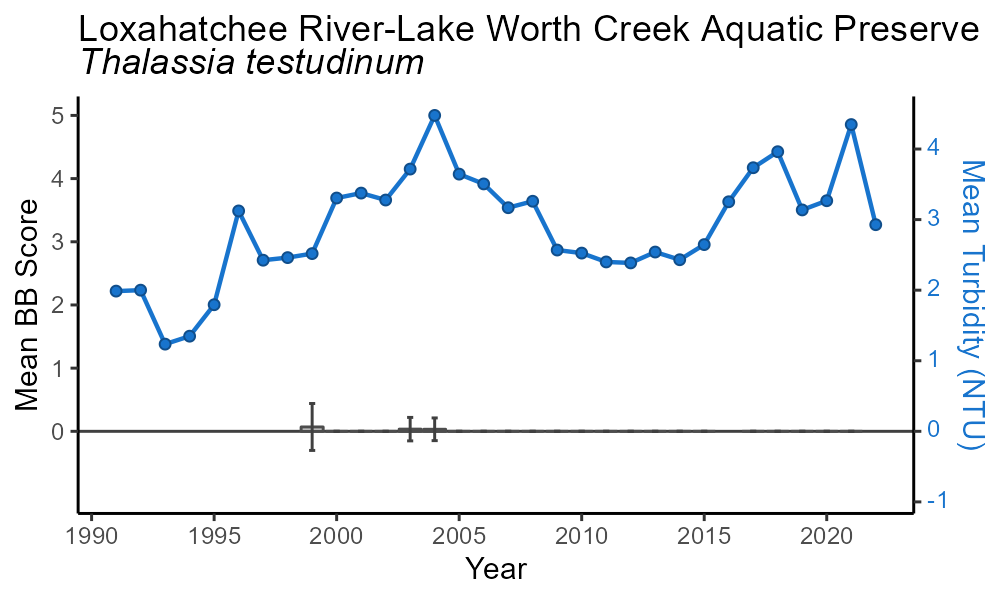 Loxahatchee River-Lake Worth Creek Aquatic Preserve
Thalassia testudinum
Mean BB Score
5
4
3
2
1
0
4
3
2
1
0
-1
Mean Turbidity (NTU)
1990 1995 2000 2005 2010 2015 2020
Year